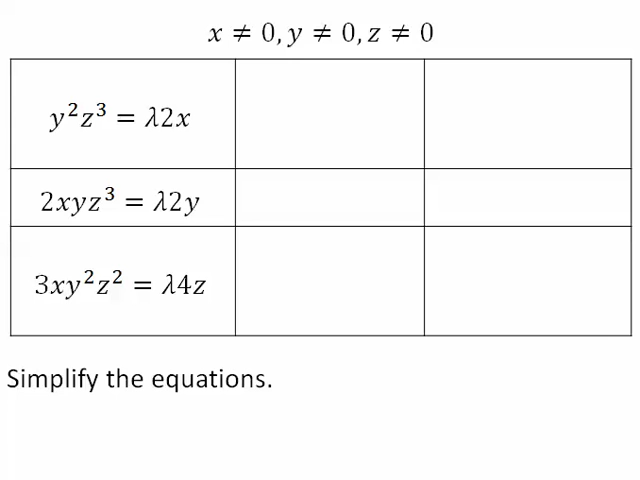 x ≠ 0, y ≠ 0, z ≠ 0
y²z³ = λ2x
2xyz³ = λ2y
3xy²z² = λ4z
Simplify the equations.